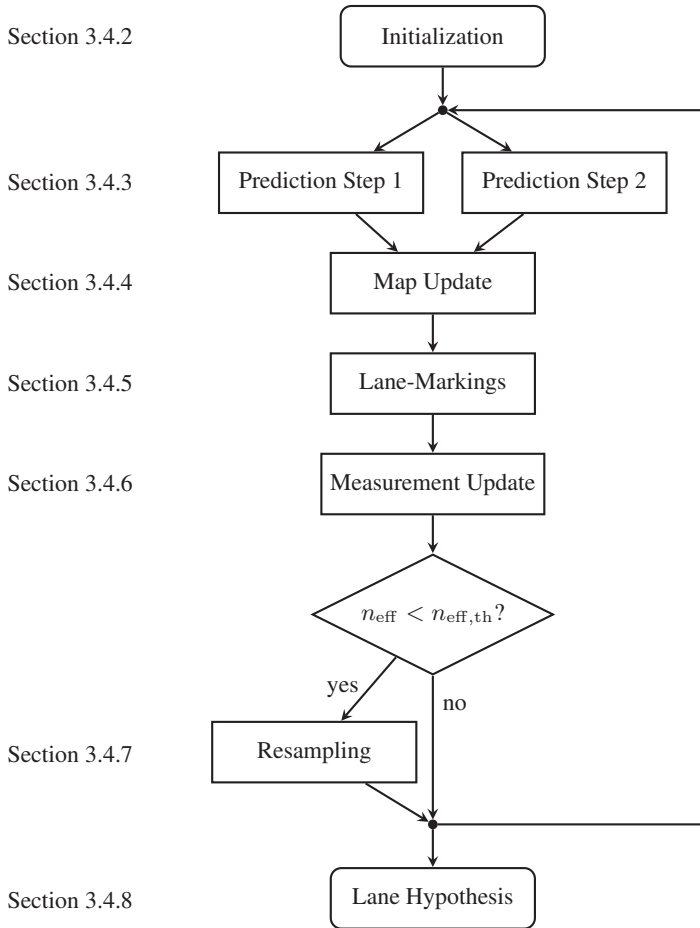 Section 3.4.2
Initialization
Section 3.4.3
Prediction Step 1
Prediction Step 2
Section 3.4.4
Map Update
Section 3.4.5
Lane-Markings
Section 3.4.6
Measurement Update
n_eff < n_eff,th?
yes
no
Section 3.4.7
Resampling
Section 3.4.8
Lane Hypothesis